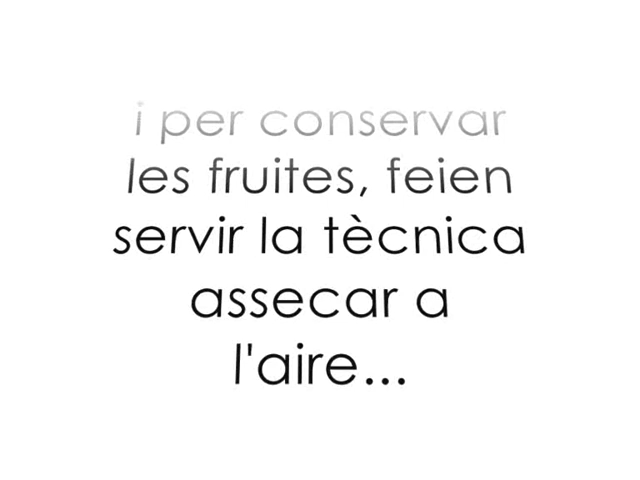 i per conservar
les fruites, feien
servir la tècnica
assecar a
l'aire...